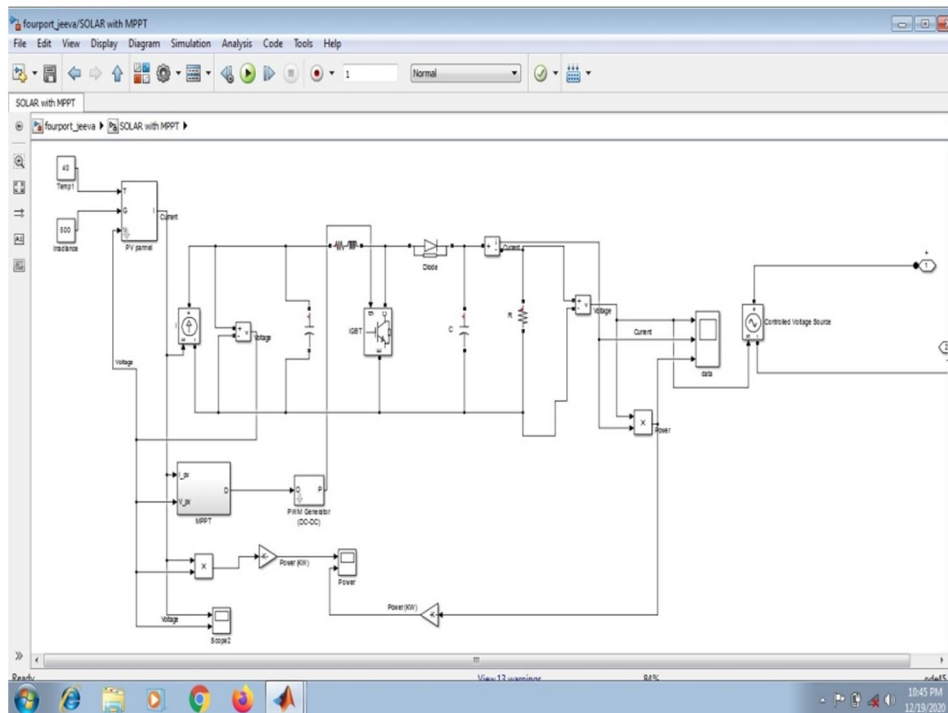 fourport_jeeva/SOLAR with MPPT
File Edit View Display Diagram Simulation Analysis Code Tools Help
1
Normal
SOLAR with MPPT
fourport_jeeva SOLAR with MPPT
40
Temp1
500
Irradiance
T
G
I
PV pannel
Current
Voltage
Voltage
IGBT
Diode
C
Current
R
Voltage
Current
data
Controlled Voltage Source
1
X
Power
I_pv
V_pv
D
MPPT
D
P
PWM Generator
(DC-DC)
X
Power (KW)
Power
Power (KW)
Voltage
Scope2
Ready
View 13 warnings
84%
ode45
10:45 PM
12/19/2020